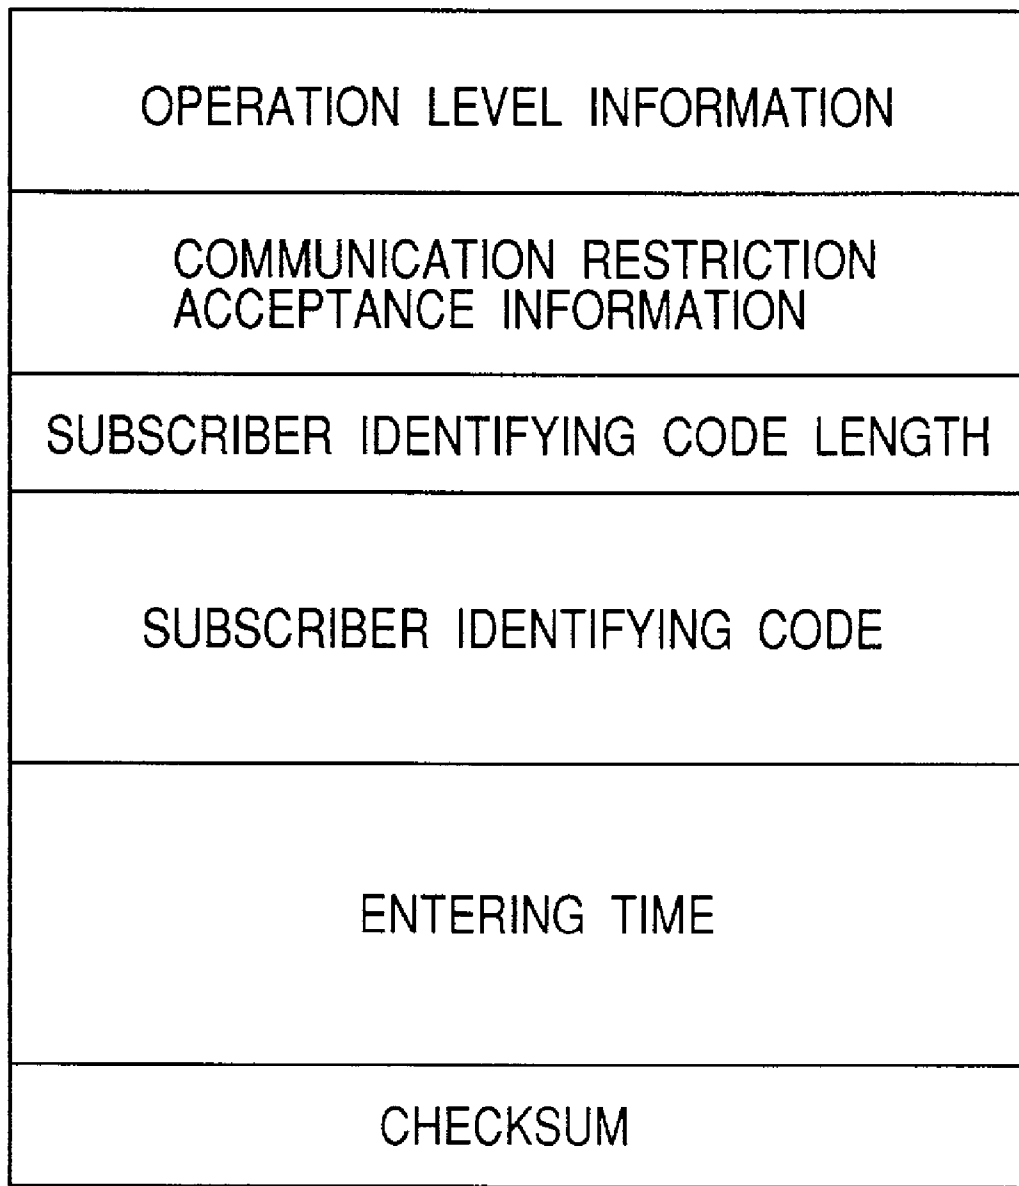 OPERATION LEVEL INFORMATION
COMMUNICATION RESTRICTION
ACCEPTANCE INFORMATION
SUBSCRIBER IDENTIFYING CODE LENGTH
SUBSCRIBER IDENTIFYING CODE
ENTERING TIME
CHECKSUM